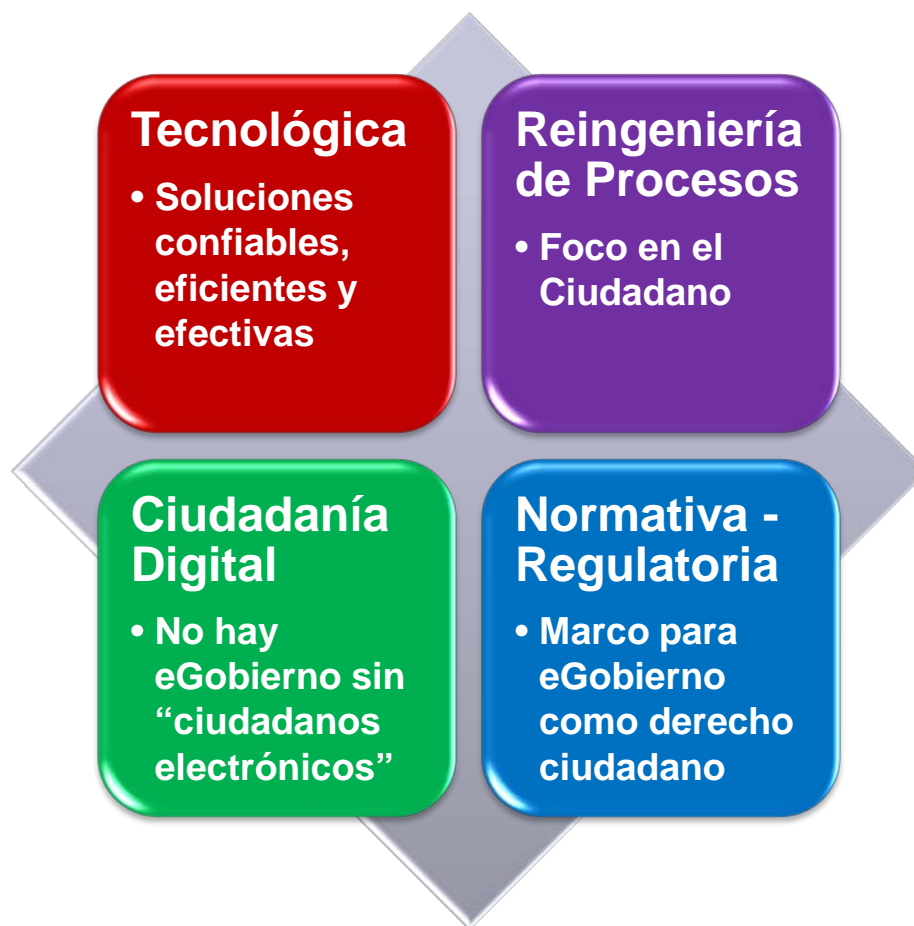 Tecnológica
• Soluciones
confiables,
eficientes y
efectivas
Reingeniería
de Procesos
• Foco en el
Ciudadano
Ciudadanía
Digital
• No hay
eGobierno sin
“ciudadanos
electrónicos”
Normativa -
Regulatoria
• Marco para
eGobierno
como derecho
ciudadano